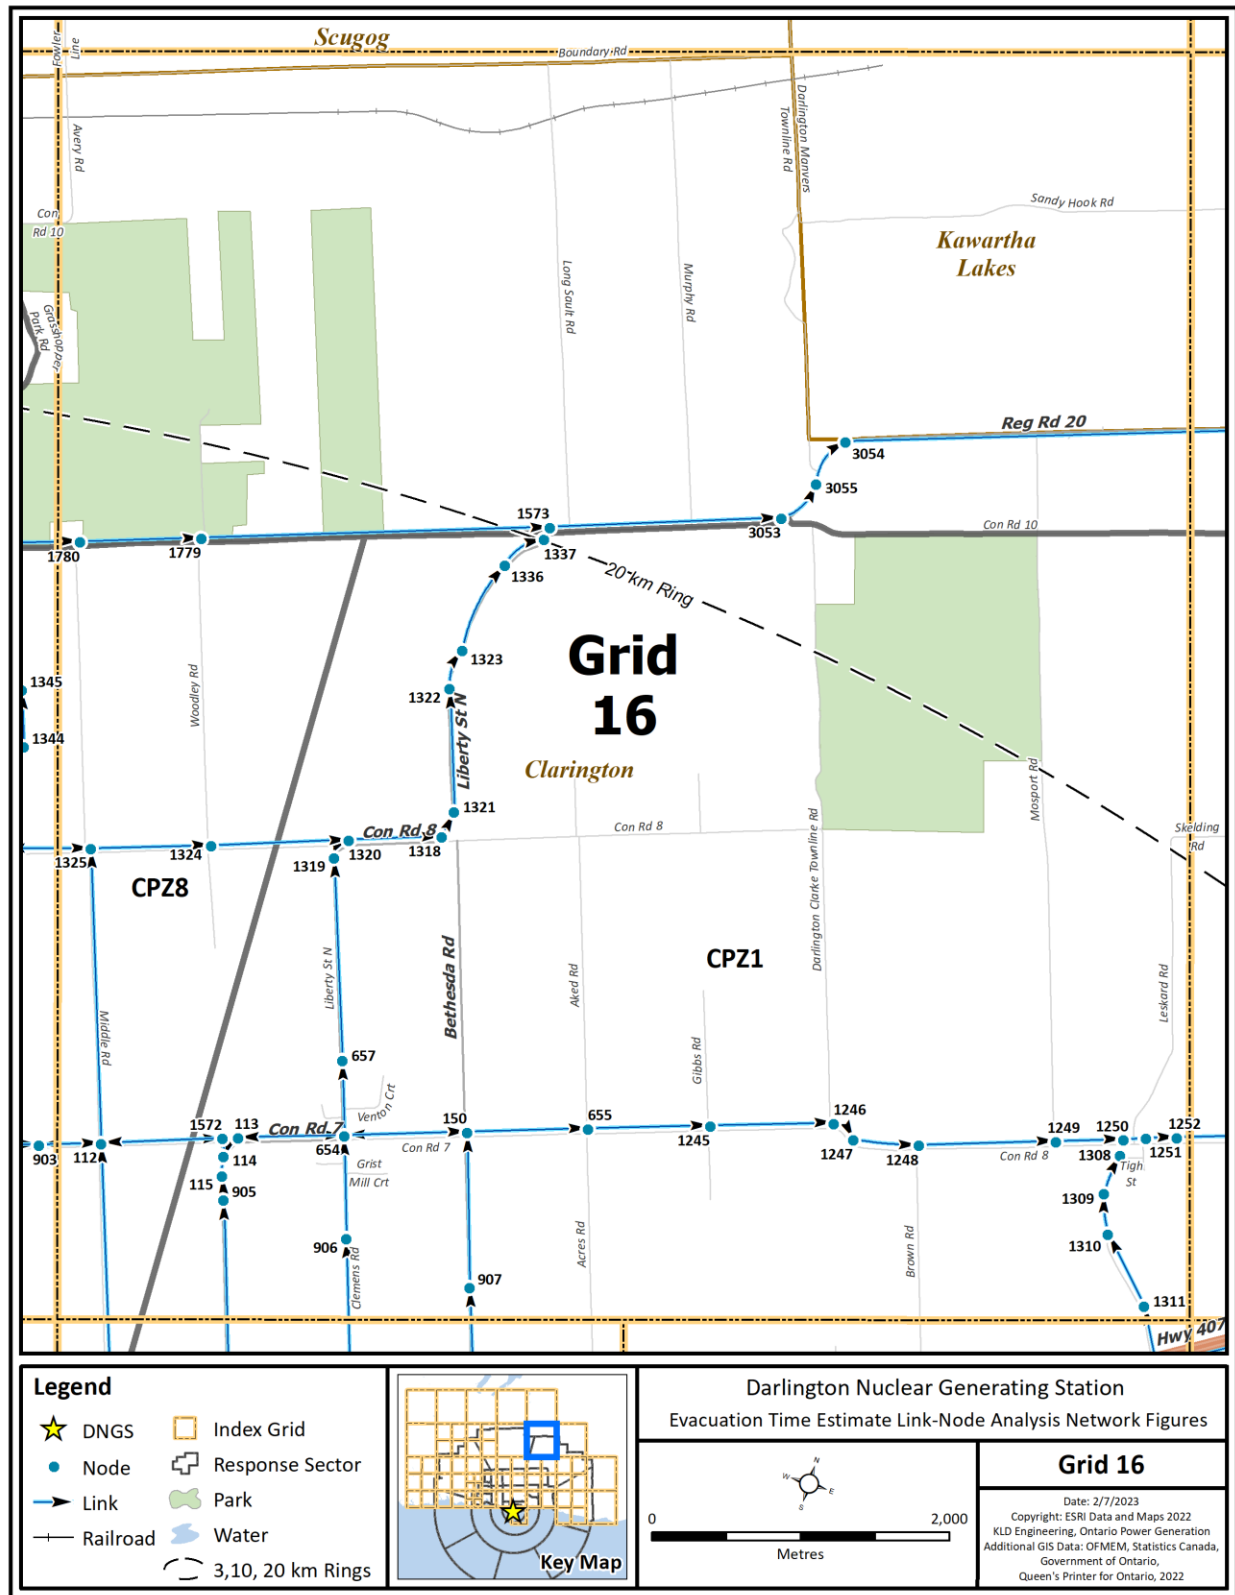 Scugog
Fowler
Line
Boundary Rd
Avery Rd
Darlington Manvers
Townline Rd
Con
Rd 10
Sandy Hook Rd
Kawartha
Lakes
Long Sault Rd
Murphy Rd
Grasshopper
Park Rd
Reg Rd 20
3054
3055
1573
3053
Con Rd 10
1780
1779
1337
1336
20 km Ring
Grid
16
1323
1345
1322
Woodley Rd
Liberty St N
1344
Clarington
Mosport Rd
1321
Con Rd 8
Con Rd 8
Skelding
Rd
1325
1324
1320
1318
1319
Darlington Clarke Townline Rd
CPZ8
CPZ1
Liberty St N
Bethesda Rd
Aked Rd
Leskard Rd
Middle Rd
Gibbs Rd
657
Venton Crt
1572
113
Con Rd 7
150
655
1246
1250
1252
903
112
654
Con Rd 7
1245
1247
1248
1249
1251
114
Con Rd 8
1308
Tigh
St
Grist
Mill Crt
115
905
1309
906
Clemens Rd
Acres Rd
Brown Rd
1310
907
1311
Hwy 407
Legend
DNGS
Node
Link
Railroad
Index Grid
Response Sector
Park
Water
3,10, 20 km Rings
Key Map
Darlington Nuclear Generating Station
Evacuation Time Estimate Link-Node Analysis Network Figures
N
W
E
S
0
2,000
Metres
Grid 16
Date: 2/7/2023
Copyright: ESRI Data and Maps 2022
KLD Engineering, Ontario Power Generation
Additional GIS Data: OFMEM, Statistics Canada,
Government of Ontario,
Queen's Printer for Ontario, 2022